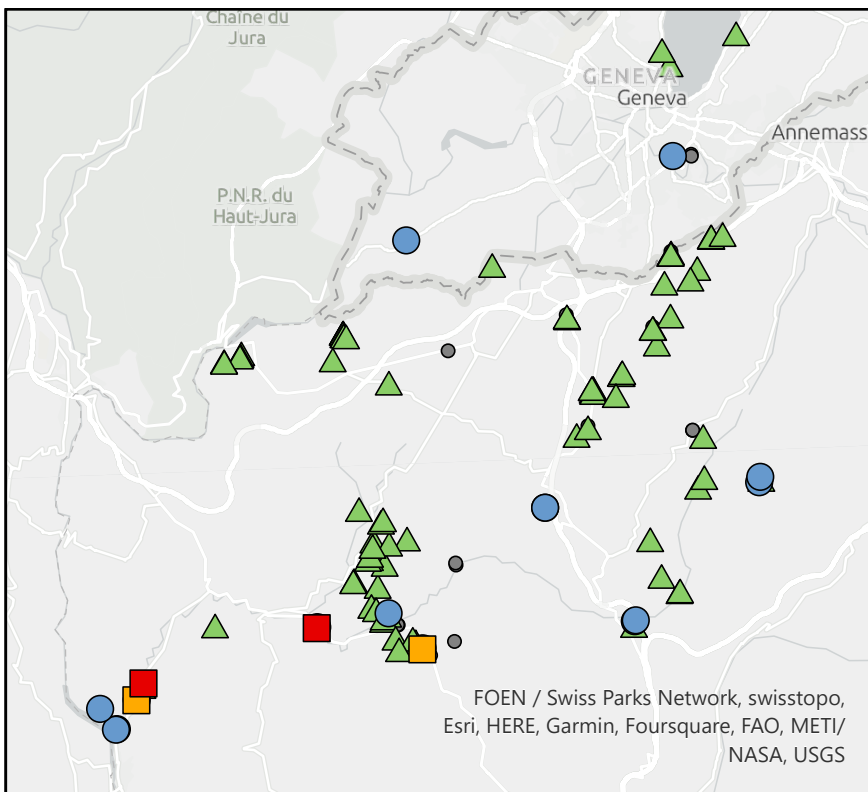 Chaîne du
Jura
GENEVA
Geneva
Annemass
P.N.R. du
Haut-Jura
FOEN / Swiss Parks Network, swisstopo,
Esri, HERE, Garmin, Foursquare, FAO, METI/
NASA, USGS